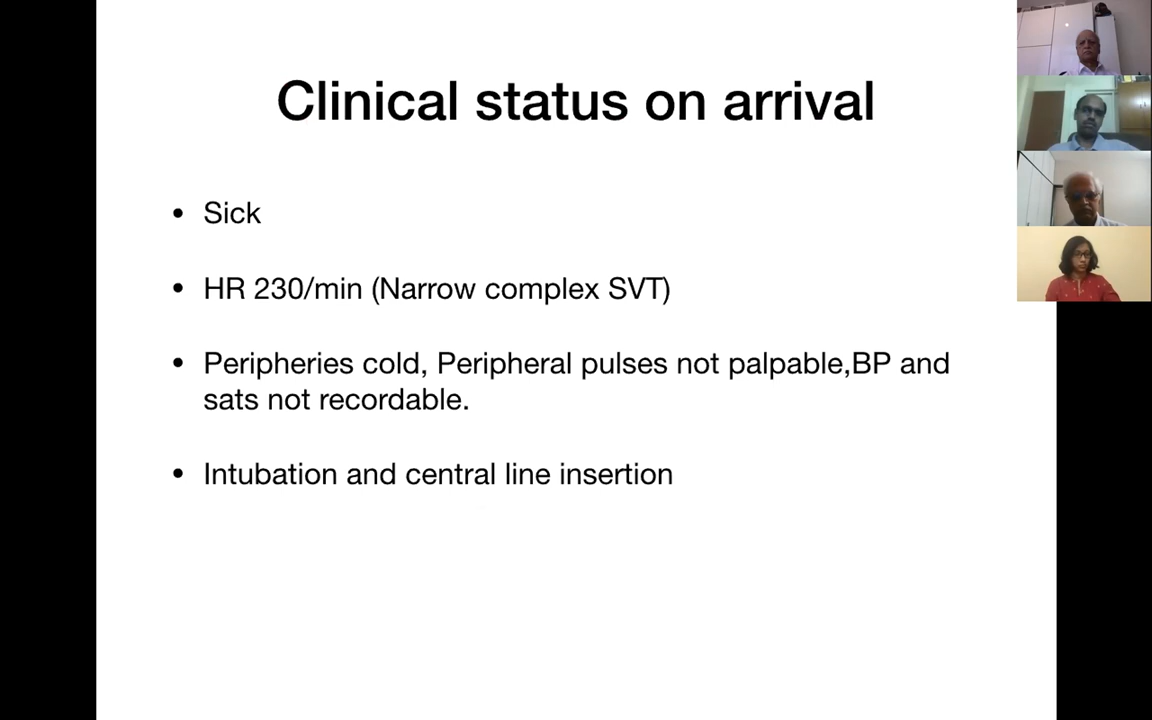 Clinical status on arrival
• Sick
• HR 230/min (Narrow complex SVT)
• Peripheries cold, Peripheral pulses not palpable,BP and
sats not recordable.
• Intubation and central line insertion